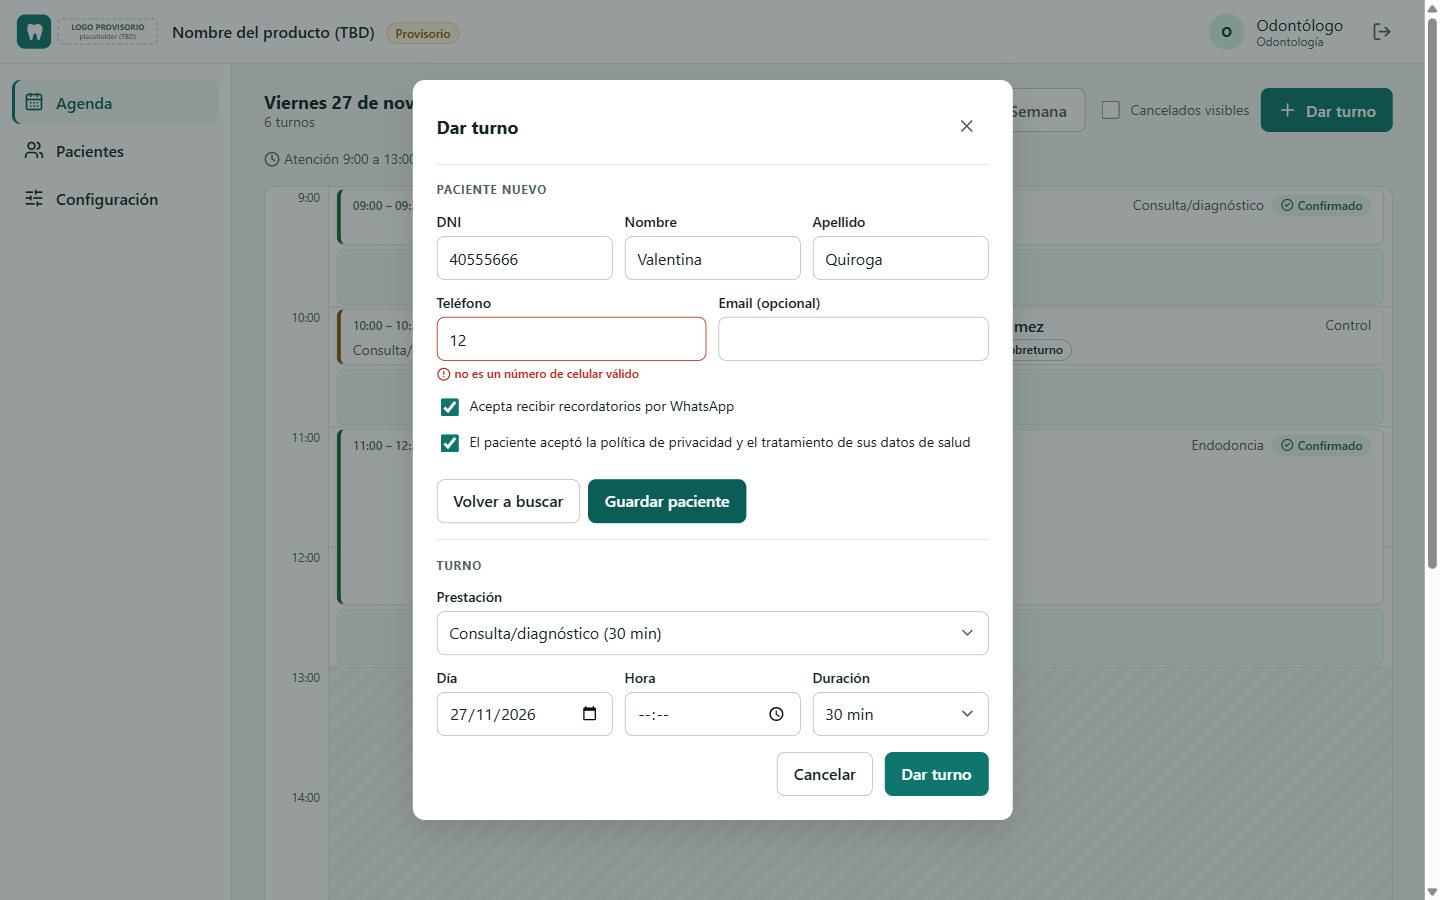 LOGO PROVISORIO
placeholder (TBD)
Nombre del producto (TBD)
Provisorio
O
Odontólogo
Odontología
Agenda
Pacientes
Configuración
Viernes 27 de nov
6 turnos
Semana
Cancelados visibles
Dar turno
Atención 9:00 a 13:00
9:00
09:00 – 09:
Consulta/diagnóstico
Confirmado
10:00
10:00 – 10:
mez
Control
Consulta/
breturno
11:00
11:00 – 12:
Endodoncia
Confirmado
12:00
13:00
14:00
Dar turno
PACIENTE NUEVO
DNI
Nombre
Apellido
40555666
Valentina
Quiroga
Teléfono
Email (opcional)
12
no es un número de celular válido
Acepta recibir recordatorios por WhatsApp
El paciente aceptó la política de privacidad y el tratamiento de sus datos de salud
Volver a buscar
Guardar paciente
TURNO
Prestación
Consulta/diagnóstico (30 min)
Día
Hora
Duración
27/11/2026
--:--
30 min
Cancelar
Dar turno